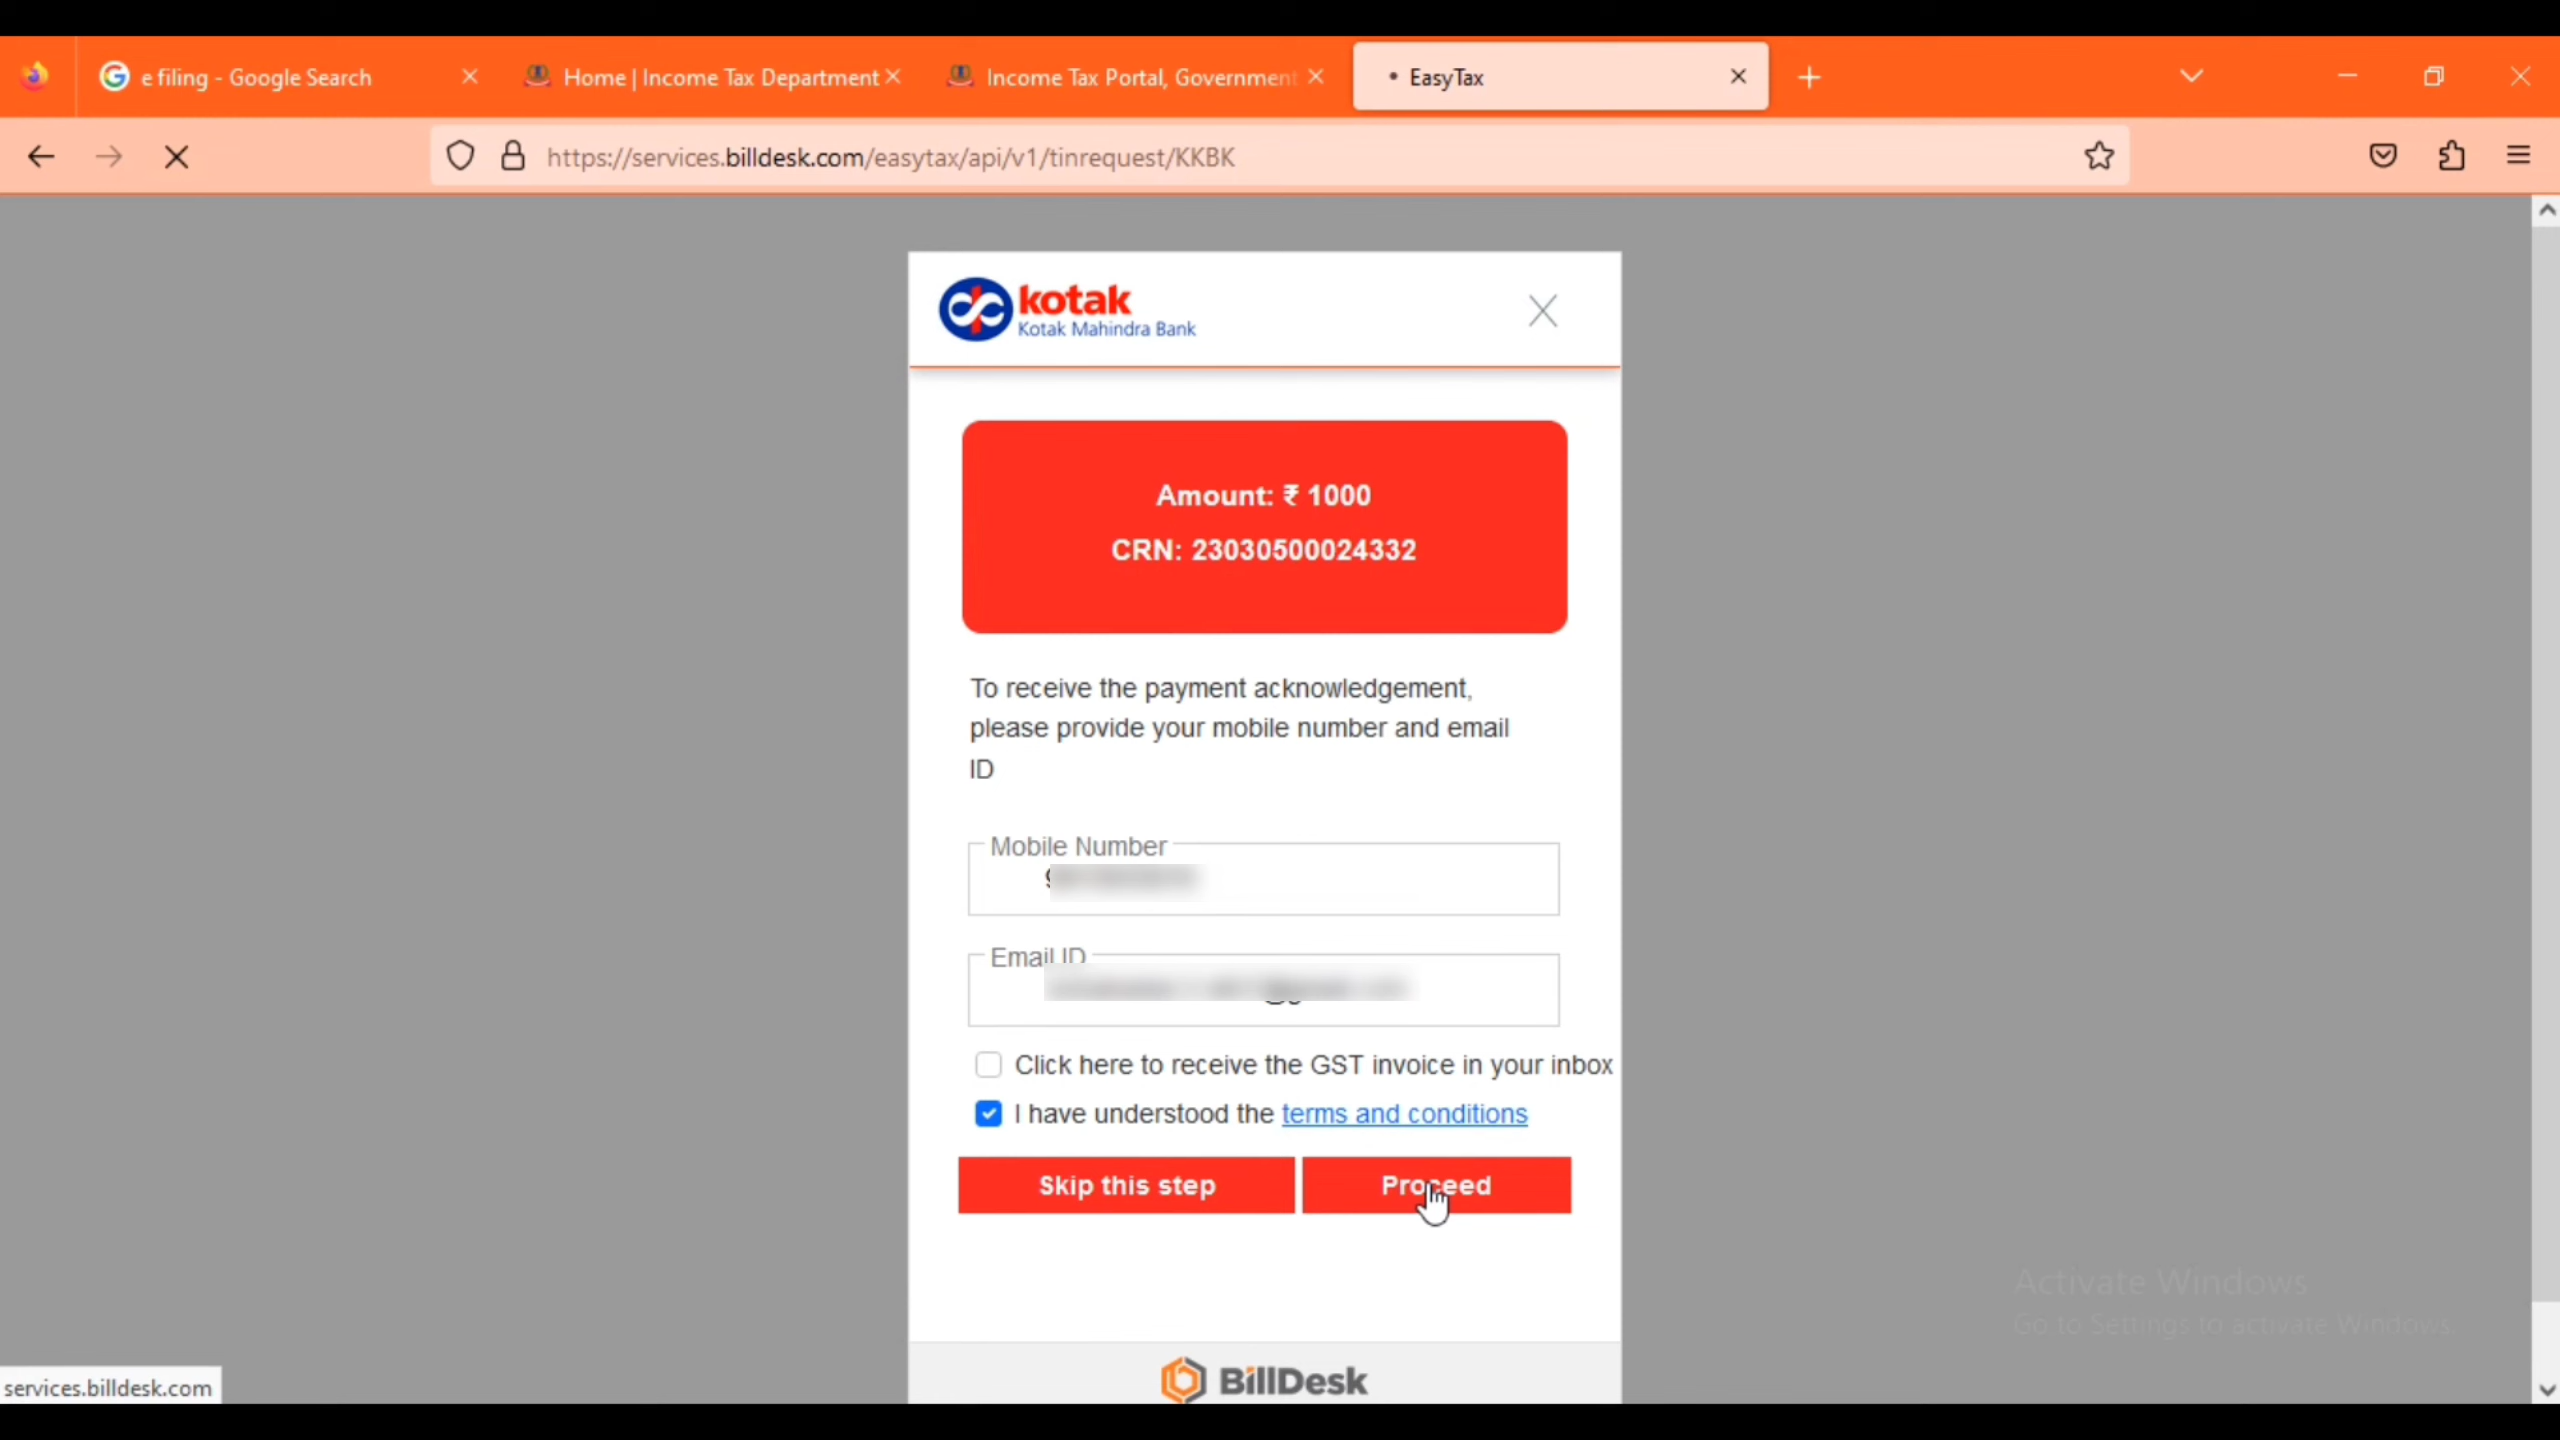 e filing - Google Search
Home | Income Tax Department
Income Tax Portal, Government
EasyTax
https://services.billdesk.com/easytax/api/v1/tinrequest/KKBK
kotak
Kotak Mahindra Bank
Amount: ₹ 1000
CRN: 23030500024332
To receive the payment acknowledgement,
please provide your mobile number and email
ID
Mobile Number
Email ID
Click here to receive the GST invoice in your inbox
I have understood the terms and conditions
Skip this step
Proceed
Activate Windows
Go to Settings to activate Windows.
services.billdesk.com
BillDesk